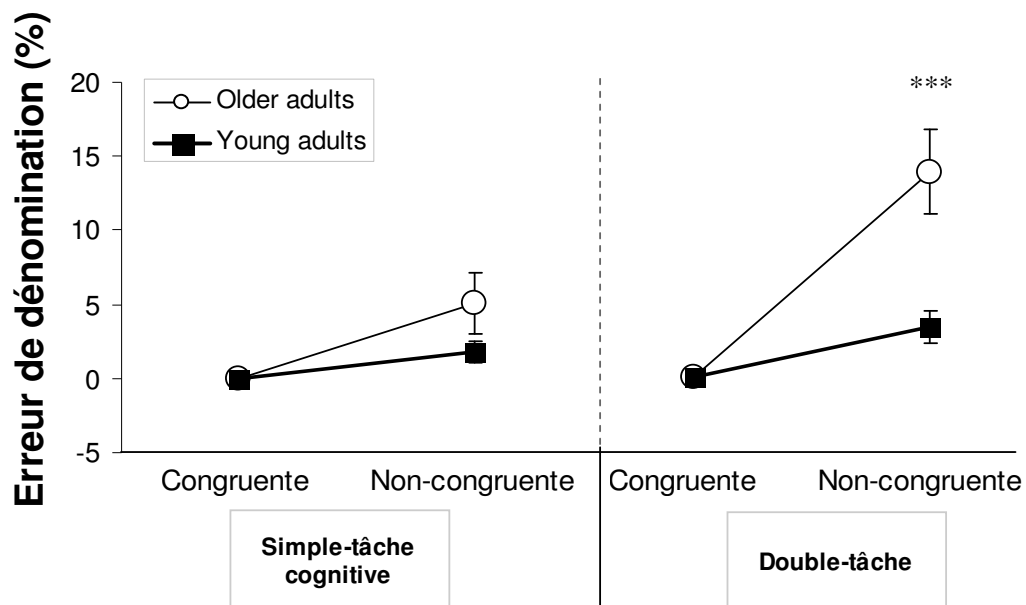 Erreur de dénomination (%)
20
15
10
5
0
-5
Older adults
Young adults
***
Congruente Non-congruente Congruente Non-congruente
Simple-tâche
cognitive
Double-tâche